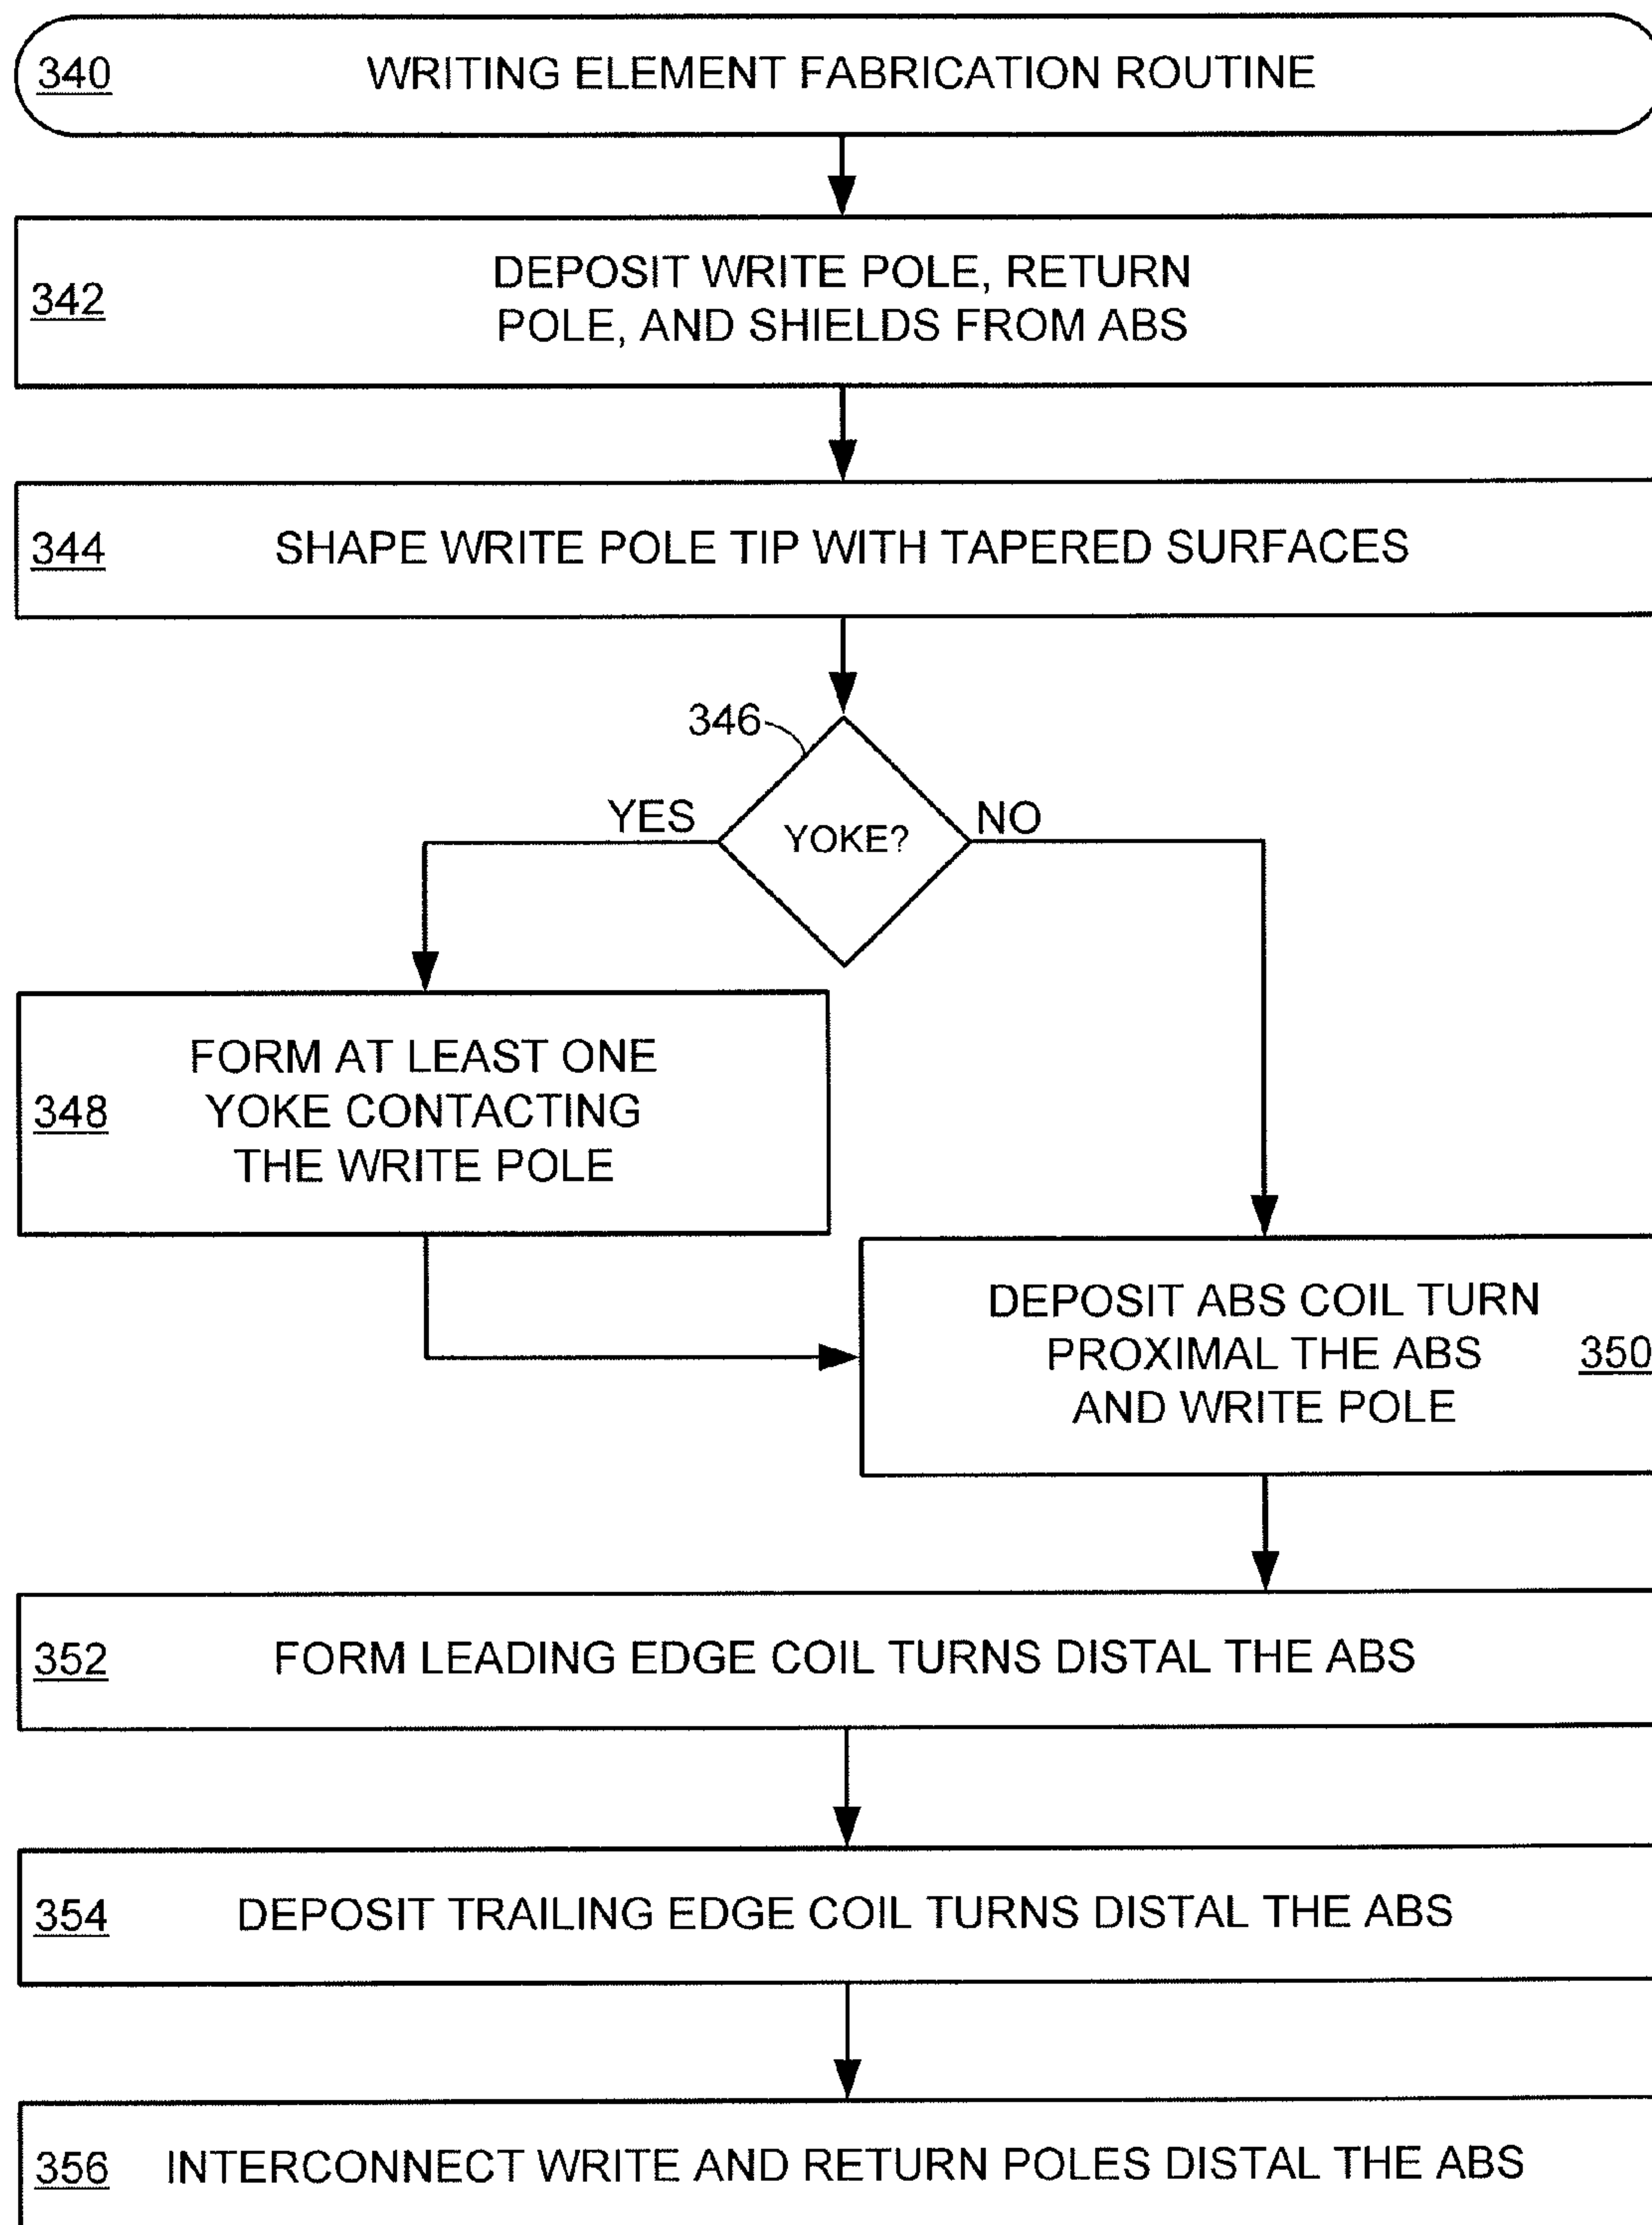 340 WRITING ELEMENT FABRICATION ROUTINE
342 DEPOSIT WRITE POLE, RETURN
POLE, AND SHIELDS FROM ABS
344 SHAPE WRITE POLE TIP WITH TAPERED SURFACES
346
YES YOKE? NO
348 FORM AT LEAST ONE
YOKE CONTACTING
THE WRITE POLE
DEPOSIT ABS COIL TURN
PROXIMAL THE ABS 350
AND WRITE POLE
352 FORM LEADING EDGE COIL TURNS DISTAL THE ABS
354 DEPOSIT TRAILING EDGE COIL TURNS DISTAL THE ABS
356 INTERCONNECT WRITE AND RETURN POLES DISTAL THE ABS